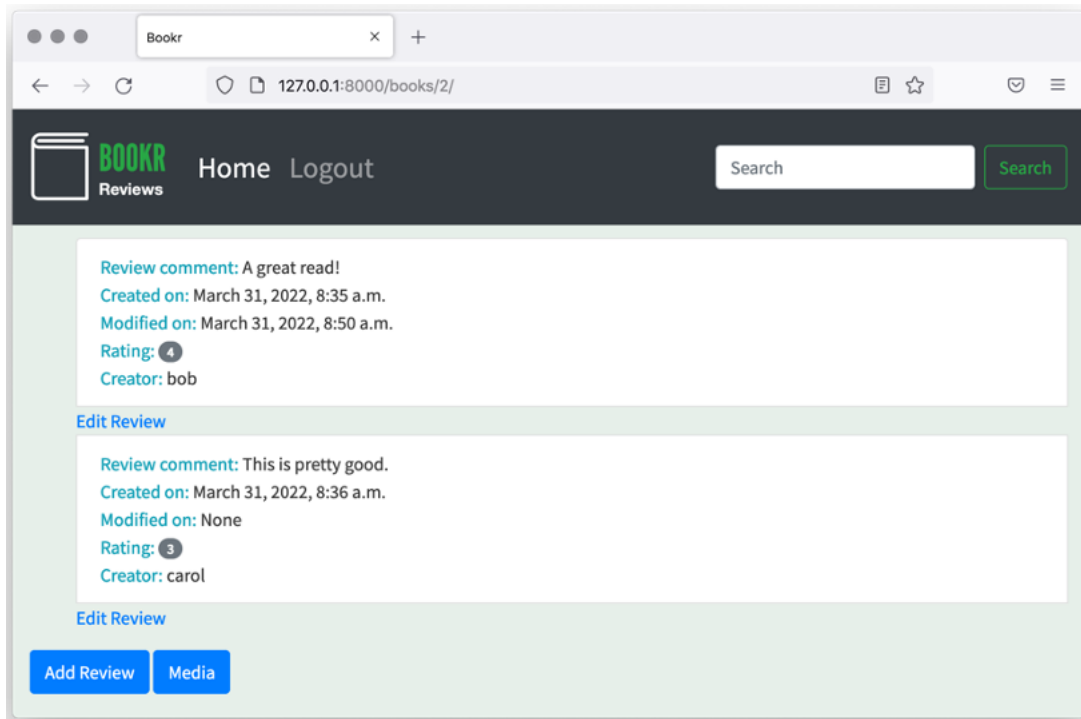 Bookr
127.0.0.1:8000/books/2/
BOOKR
Reviews
Home Logout
Search
Search
Review comment: A great read!
Created on: March 31, 2022, 8:35 a.m.
Modified on: March 31, 2022, 8:50 a.m.
Rating: 4
Creator: bob
Edit Review
Review comment: This is pretty good.
Created on: March 31, 2022, 8:36 a.m.
Modified on: None
Rating: 3
Creator: carol
Edit Review
Add Review Media